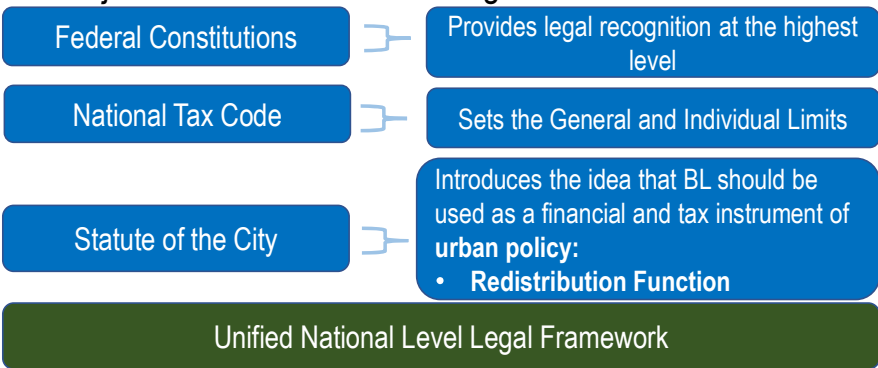 Federal Constitutions
Provides legal recognition at the highest
level
National Tax Code
Sets the General and Individual Limits
Statute of the City
Introduces the idea that BL should be
used as a financial and tax instrument of
urban policy:
• Redistribution Function
Unified National Level Legal Framework